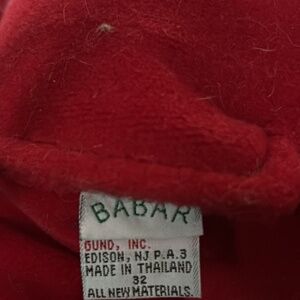 BABAR
GUND, INC.
EDISON, NJ P.A.3
MADE IN THAILAND
32
ALL NEW MATERIALS